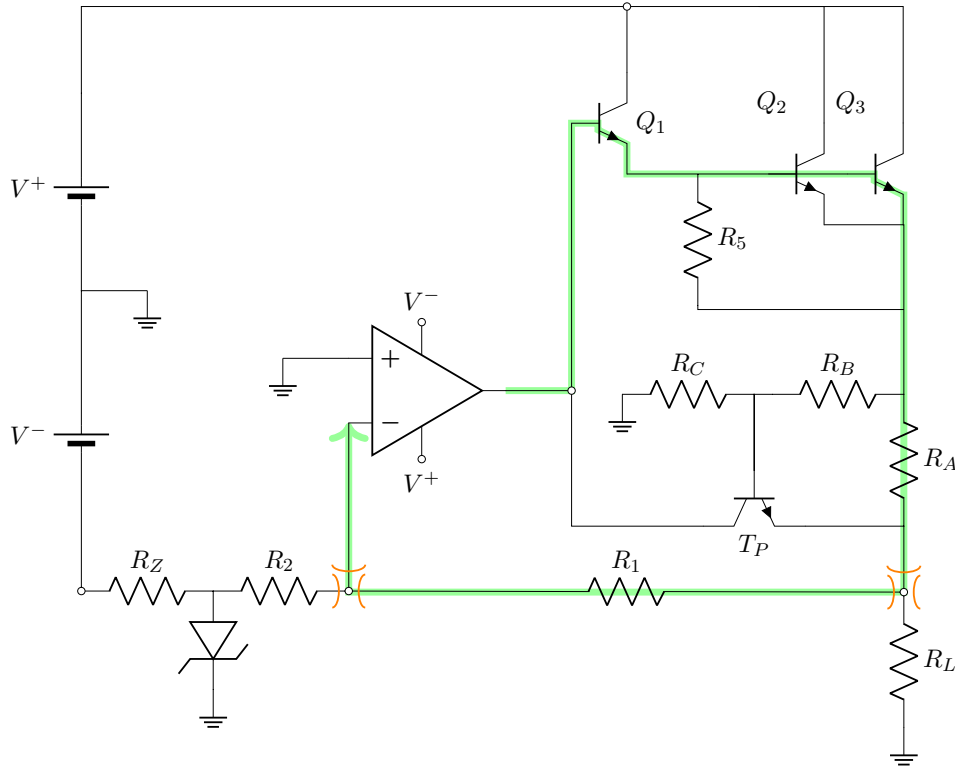 Q₂ Q₃
Q₁
V⁺
R₅
V⁻
+
R_C R_B
−
V⁻
R_A
V⁺
T_P
R_Z R₂ R₁
R_L